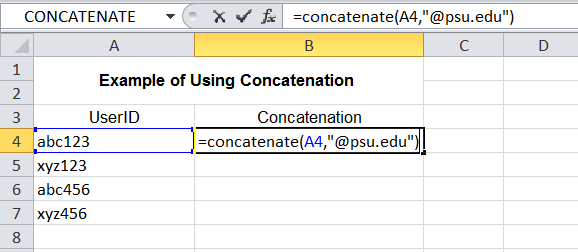 CONCATENATE =concatenate(A4,"@psu.edu")
A B C D
1
Example of Using Concatenation
2
3 UserID Concatenation
4 abc123 =concatenate(A4,"@psu.edu")
5 xyz123
6 abc456
7 xyz456
8